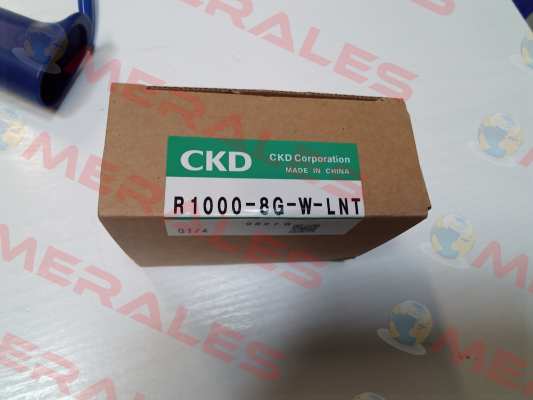 CKD CKD Corporation
MADE IN CHINA
R1000-8G-W-LNT
G1/4
MERALES
MERALES
MERALES
MERALES